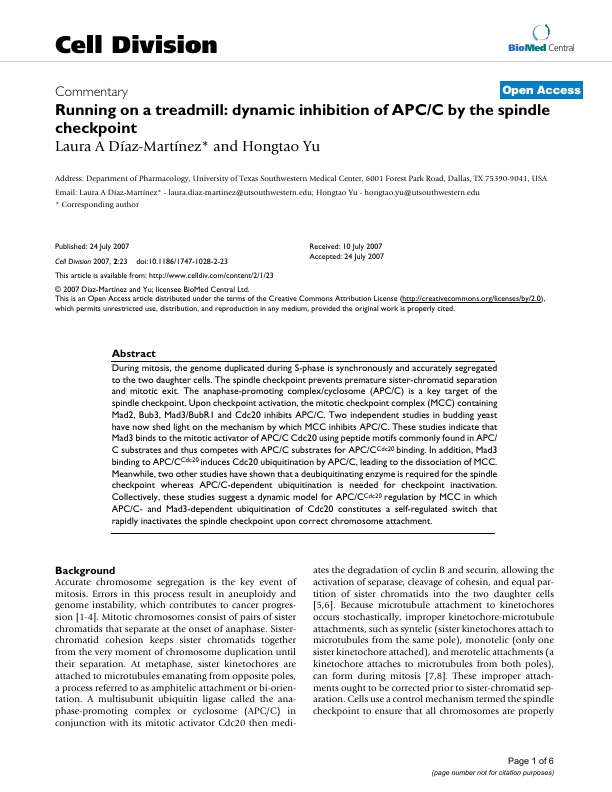 Cell Division
BioMed Central
Commentary
Open Access
Running on a treadmill: dynamic inhibition of APC/C by the spindle
checkpoint
Laura A Díaz-Martínez* and Hongtao Yu
Address: Department of Pharmacology, University of Texas Southwestern Medical Center, 6001 Forest Park Road, Dallas, TX 75390-9041, USA
Email: Laura A Díaz-Martínez* - laura.diaz-martinez@utsouthwestern.edu; Hongtao Yu - hongtao.yu@utsouthwestern.edu
* Corresponding author
Published: 24 July 2007
Cell Division 2007, 2:23 doi:10.1186/1747-1028-2-23
Received: 10 July 2007
Accepted: 24 July 2007
This article is available from: http://www.celldiv.com/content/2/1/23
© 2007 Díaz-Martínez and Yu; licensee BioMed Central Ltd.
This is an Open Access article distributed under the terms of the Creative Commons Attribution License (http://creativecommons.org/licenses/by/2.0),
which permits unrestricted use, distribution, and reproduction in any medium, provided the original work is properly cited.
Abstract
During mitosis, the genome duplicated during S-phase is synchronously and accurately segregated
to the two daughter cells. The spindle checkpoint prevents premature sister-chromatid separation
and mitotic exit. The anaphase-promoting complex/cyclosome (APC/C) is a key target of the
spindle checkpoint. Upon checkpoint activation, the mitotic checkpoint complex (MCC) containing
Mad2, Bub3, Mad3/BubR1 and Cdc20 inhibits APC/C. Two independent studies in budding yeast
have now shed light on the mechanism by which MCC inhibits APC/C. These studies indicate that
Mad3 binds to the mitotic activator of APC/C Cdc20 using peptide motifs commonly found in APC/
C substrates and thus competes with APC/C substrates for APC/CCdc20 binding. In addition, Mad3
binding to APC/CCdc20 induces Cdc20 ubiquitination by APC/C, leading to the dissociation of MCC.
Meanwhile, two other studies have shown that a deubiquitinating enzyme is required for the spindle
checkpoint whereas APC/C-dependent ubiquitination is needed for checkpoint inactivation.
Collectively, these studies suggest a dynamic model for APC/CCdc20 regulation by MCC in which
APC/C- and Mad3-dependent ubiquitination of Cdc20 constitutes a self-regulated switch that
rapidly inactivates the spindle checkpoint upon correct chromosome attachment.
Background
Accurate chromosome segregation is the key event of
mitosis. Errors in this process result in aneuploidy and
genome instability, which contributes to cancer progres-
sion [1-4]. Mitotic chromosomes consist of pairs of sister
chromatids that separate at the onset of anaphase. Sister-
chromatid cohesion keeps sister chromatids together
from the very moment of chromosome duplication until
their separation. At metaphase, sister kinetochores are
attached to microtubules emanating from opposite poles,
a process referred to as amphitelic attachment or bi-orien-
tation. A multisubunit ubiquitin ligase called the ana-
phase-promoting complex or cyclosome (APC/C) in
conjunction with its mitotic activator Cdc20 then medi-
ates the degradation of cyclin B and securin, allowing the
activation of separase, cleavage of cohesin, and equal par-
tition of sister chromatids into the two daughter cells
[5,6]. Because microtubule attachment to kinetochores
occurs stochastically, improper kinetochore-microtubule
attachments, such as syntelic (sister kinetochores attach to
microtubules from the same pole), monotelic (only one
sister kinetochore attached), and merotelic attachments (a
kinetochore attaches to microtubules from both poles),
can form during mitosis [7,8]. These improper attach-
ments ought to be corrected prior to sister-chromatid sep-
aration. Cells use a control mechanism termed the spindle
checkpoint to ensure that all chromosomes are properly
Page 1 of 6
(page number not for citation purposes)